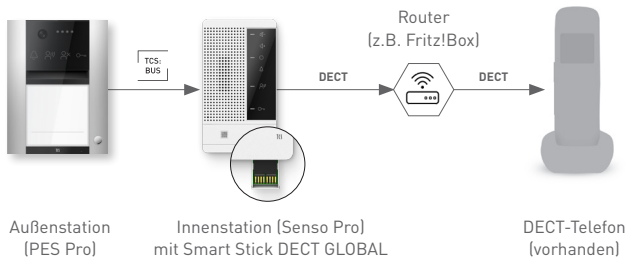 Router
(z.B. Fritz!Box)
TCS:
BUS
DECT
DECT
Außenstation
(PES Pro)
Innenstation (Senso Pro)
mit Smart Stick DECT GLOBAL
DECT-Telefon
(vorhanden)